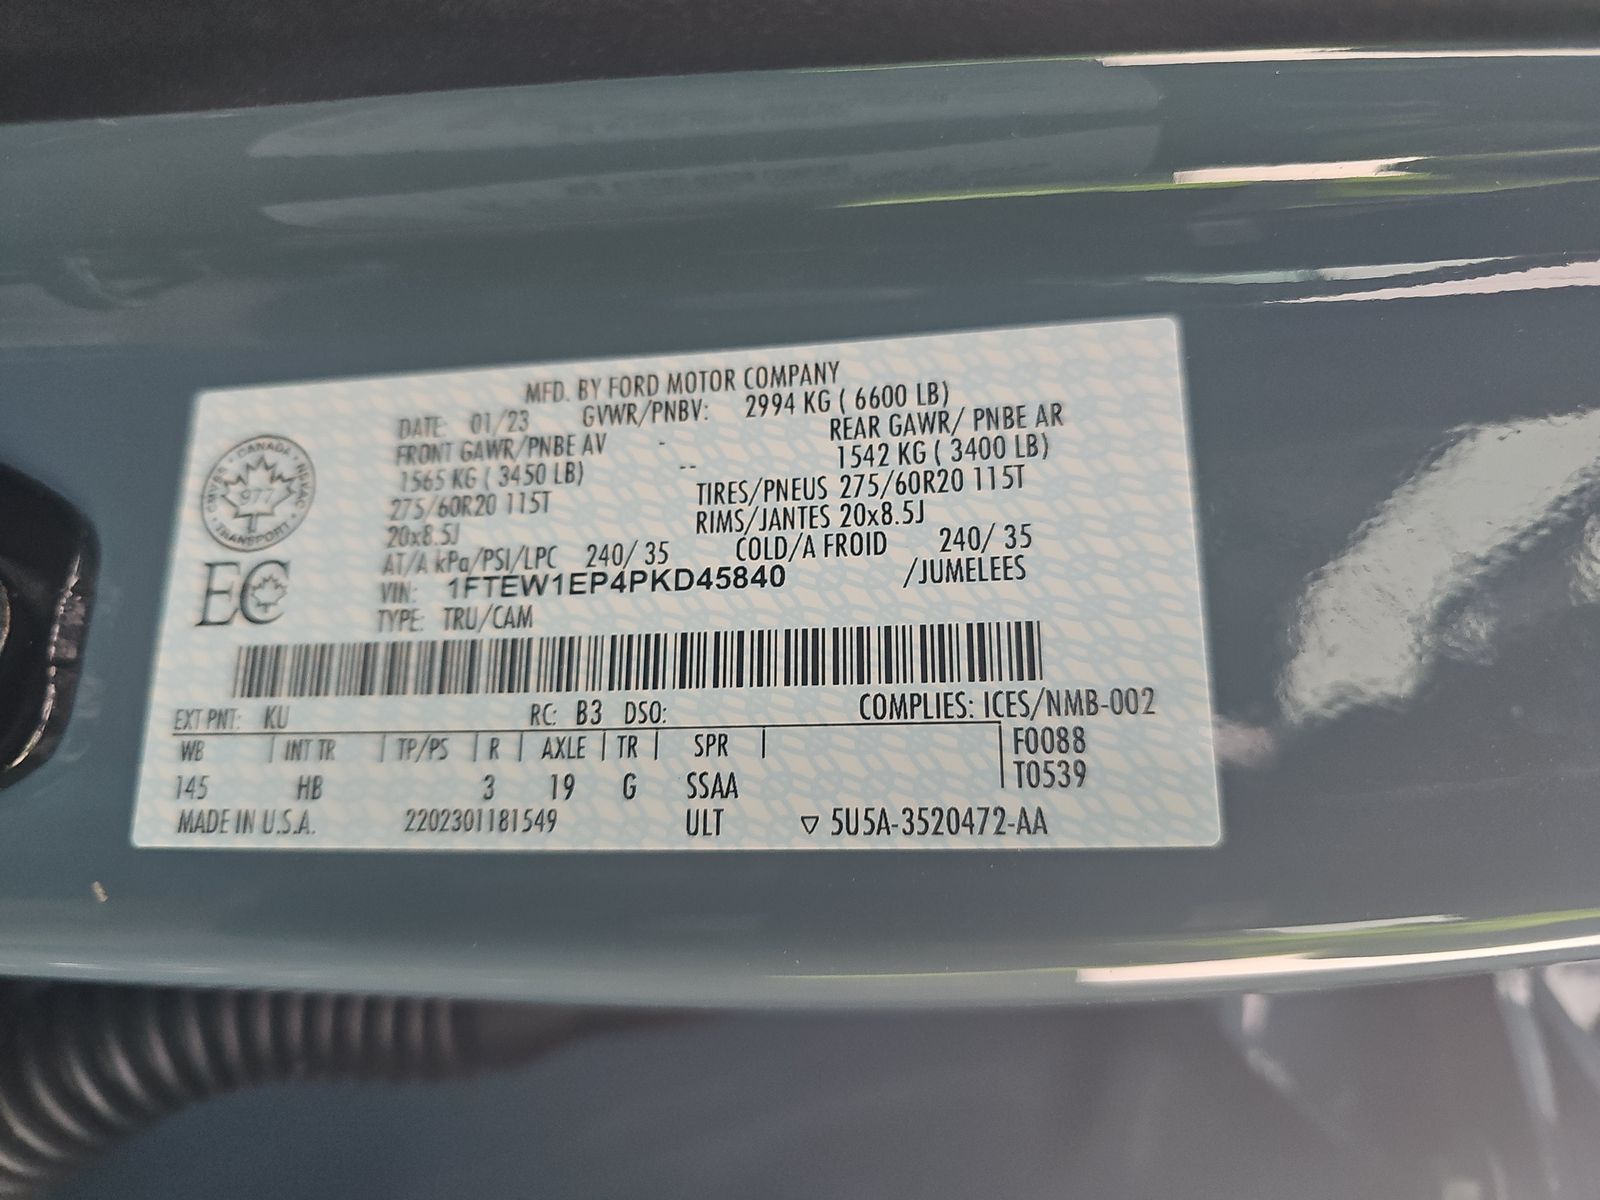 MFD. BY FORD MOTOR COMPANY
DATE: 01/23 GVWR/PNBV: 2994 KG ( 6600 LB)
FRONT GAWR/PNBE AV - REAR GAWR/ PNBE AR
1565 KG ( 3450 LB) -- 1542 KG ( 3400 LB)
275/60R20 115T TIRES/PNEUS 275/60R20 115T
20x8.5J RIMS/JANTES 20x8.5J
AT/A kPa/PSI/LPC 240/ 35 COLD/A FROID 240/ 35
VIN: 1FTEW1EP4PKD45840 /JUMELEES
TYPE: TRU/CAM
CANADA
977
TRANSPORT
EC
EXT PNT: KU RC: B3 DSO: COMPLIES: ICES/NMB-002
WB | INT TR | TP/PS | R | AXLE | TR | SPR | F0088
145 HB 3 19 G SSAA T0539
MADE IN U.S.A. 2202301181549 ULT ▽ 5U5A-3520472-AA